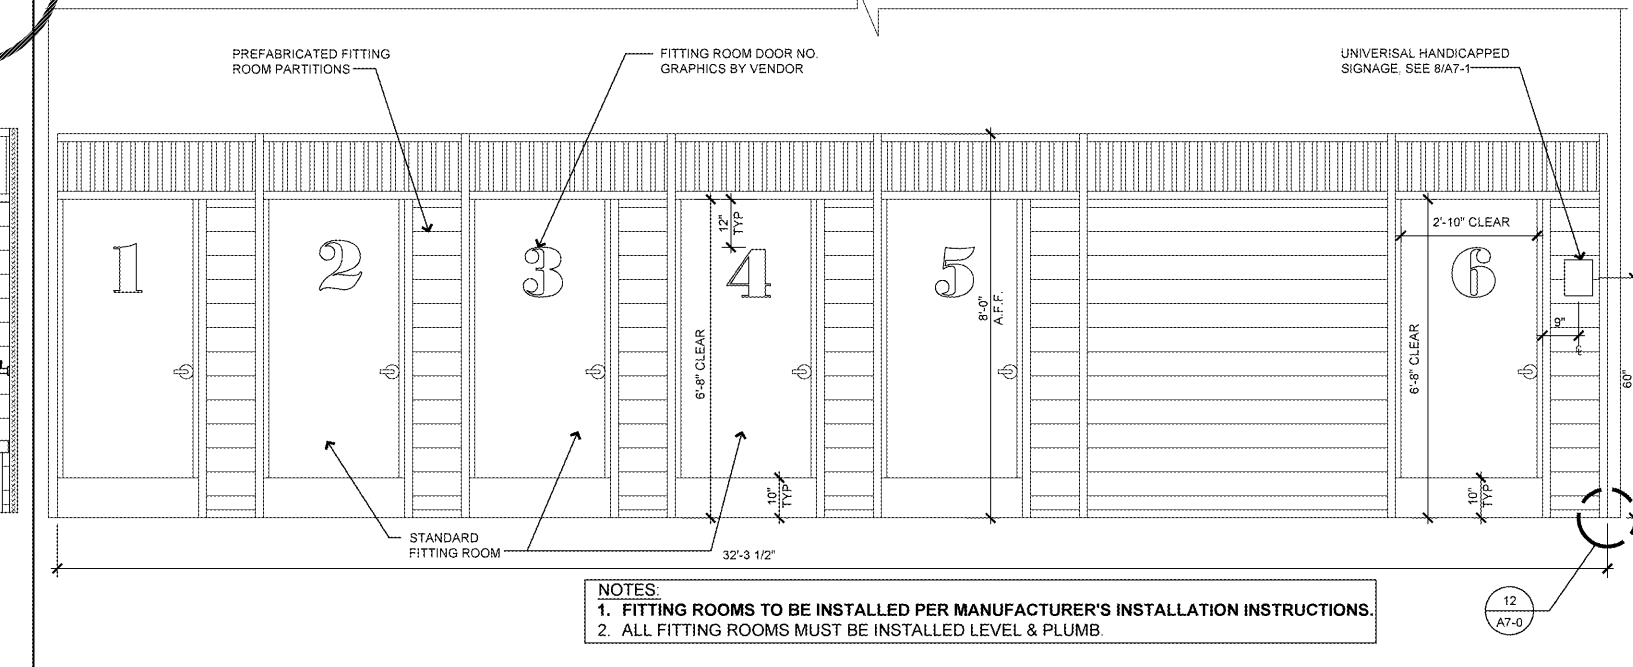 PREFABRICATED FITTING
ROOM PARTITIONS
FITTING ROOM DOOR NO.
GRAPHICS BY VENDOR
UNIVERISAL HANDICAPPED
SIGNAGE, SEE 8/A7-1
12"
TYP
2'-10" CLEAR
1
2
3
4
5
6
8'-0"
A.F.F.
9"
6'-8" CLEAR
6'-8" CLEAR
60"
10"
TYP
10"
TYP
STANDARD
FITTING ROOM
32'-3 1/2"
NOTES:
1. FITTING ROOMS TO BE INSTALLED PER MANUFACTURER'S INSTALLATION INSTRUCTIONS.
2. ALL FITTING ROOMS MUST BE INSTALLED LEVEL & PLUMB.
12
A7-0